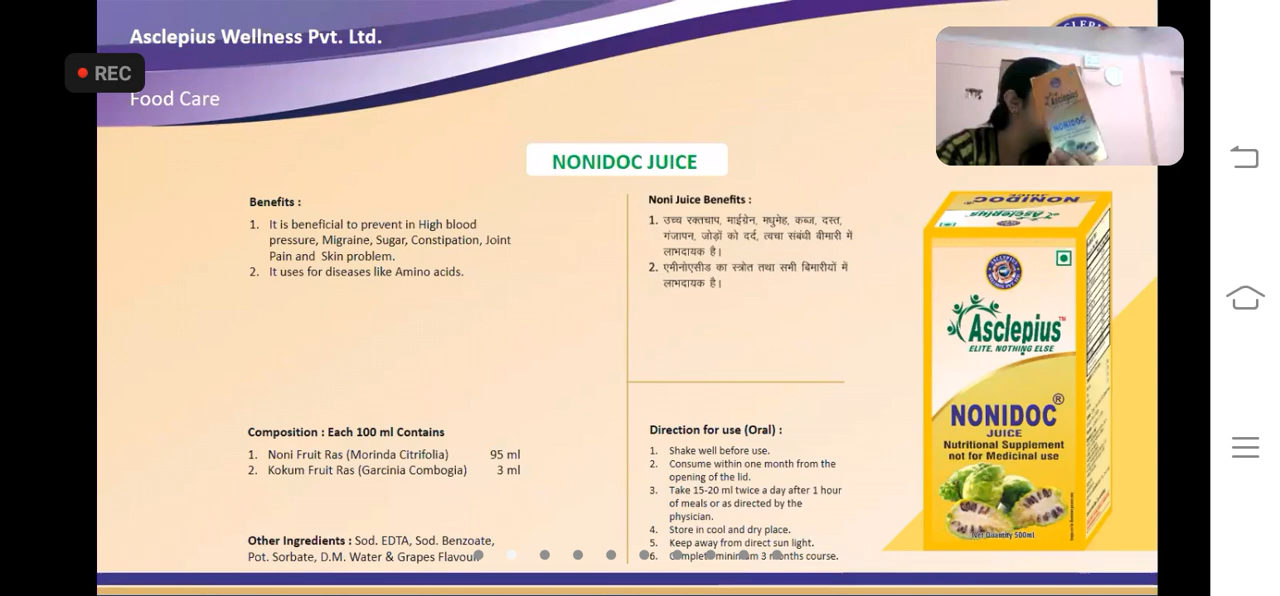 Asclepius Wellness Pvt. Ltd.
REC
Food Care
NONIDOC JUICE
Benefits :
1. It is beneficial to prevent in High blood
pressure, Migraine, Sugar, Constipation, Joint
Pain and Skin problem.
2. It uses for diseases like Amino acids.
Noni Juice Benefits :
1. उच्च रक्तचाप, माईग्रेन, मधुमेह, कब्ज, दस्त,
गंजापन, जोड़ों को दर्द, त्वचा संबंधी बीमारी में
लाभदायक है।
2. एमीनोएसीड का स्त्रोत तथा सभी बिमारीयों में
लाभदायक है।
Composition : Each 100 ml Contains
1. Noni Fruit Ras (Morinda Citrifolia) 95 ml
2. Kokum Fruit Ras (Garcinia Combogia) 3 ml
Other Ingredients : Sod. EDTA, Sod. Benzoate,
Pot. Sorbate, D.M. Water & Grapes Flavour.
Direction for use (Oral) :
1. Shake well before use.
2. Consume within one month from the
opening of the lid.
3. Take 15-20 ml twice a day after 1 hour
of meals or as directed by the
physician.
4. Store in cool and dry place.
5. Keep away from direct sun light.
6. Complete minimum 3 months course.
Asclepius
NONIDOC
NONIDOC
JUICE
Asclepius
Asclepius™
ELITE, NOTHING ELSE
NONIDOC®
JUICE
Nutritional Supplement
not for Medicinal use
Net Quantity 500ml